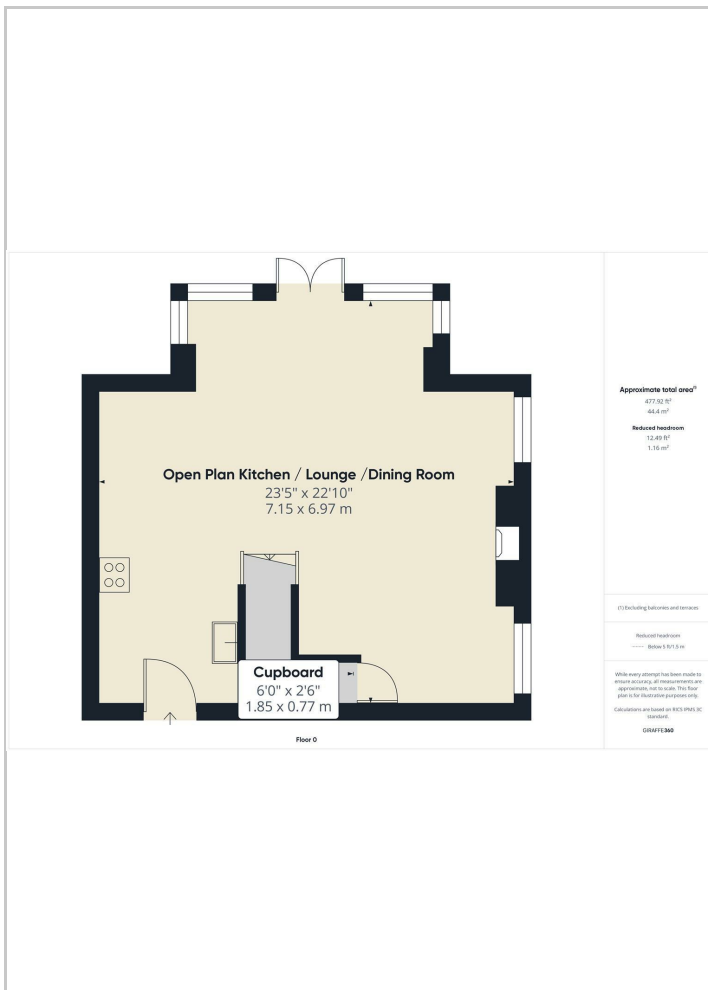 Open Plan Kitchen / Lounge /Dining Room
23'5" x 22'10"
7.15 x 6.97 m
Cupboard
6'0" x 2'6"
1.85 x 0.77 m
Floor 0
Approximate total area⁽¹⁾
477.92 ft²
44.4 m²
Reduced headroom
12.49 ft²
1.16 m²
(1) Excluding balconies and terraces
Reduced headroom
Below 5 ft/1.5 m
While every attempt has been made to
ensure accuracy, all measurements are
approximate, not to scale. This floor
plan is for illustrative purposes only.
Calculations are based on RICS IPMS 3C
standard.
GIRAFFE360